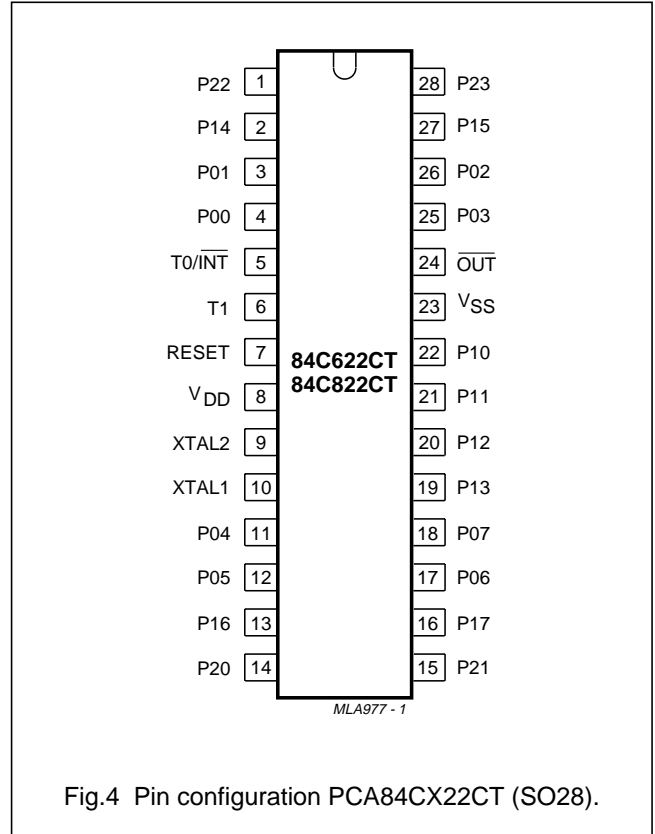 P22 1 28 P23
P14 2 27 P15
P01 3 26 P02
P00 4 25 P03
T0/I̅N̅T̅ 5 24 O̅U̅T̅
T1 6 23 VSS
RESET 7 22 P10
84C622CT
VDD 8 21 P11
84C822CT
XTAL2 9 20 P12
XTAL1 10 19 P13
P04 11 18 P07
P05 12 17 P06
P16 13 16 P17
P20 14 15 P21
MLA977 - 1
Fig.4 Pin configuration PCA84CX22CT (SO28).